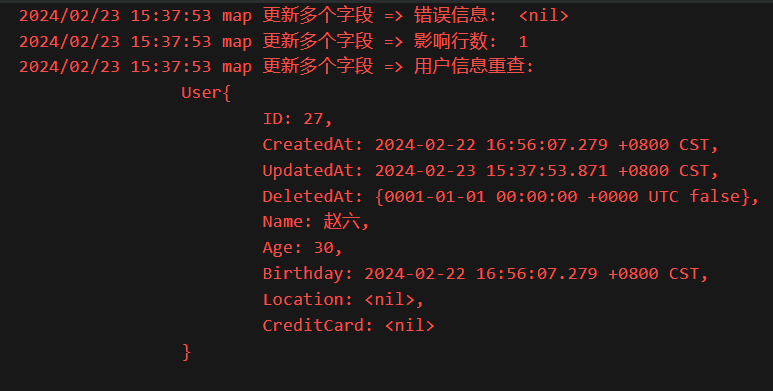 2024/02/23 15:37:53 map 更新多个字段 => 错误信息:  <nil>
2024/02/23 15:37:53 map 更新多个字段 => 影响行数:  1
2024/02/23 15:37:53 map 更新多个字段 => 用户信息重查:
User{
ID: 27,
CreatedAt: 2024-02-22 16:56:07.279 +0800 CST,
UpdatedAt: 2024-02-23 15:37:53.871 +0800 CST,
DeletedAt: {0001-01-01 00:00:00 +0000 UTC false},
Name: 赵六,
Age: 30,
Birthday: 2024-02-22 16:56:07.279 +0800 CST,
Location: <nil>,
CreditCard: <nil>
}